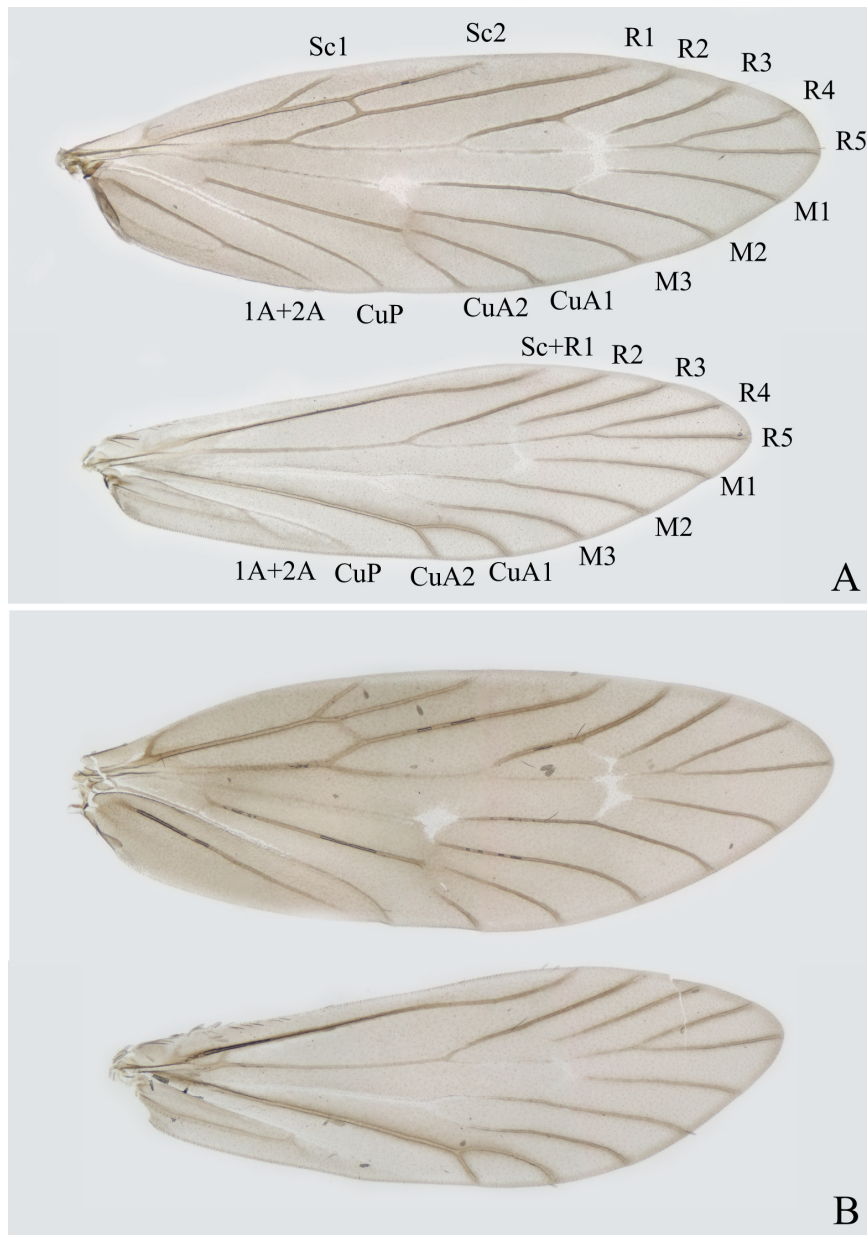 Sc1 Sc2 R1 R2 R3 R4 R5
M1
M2
M3
1A+2A CuP CuA2 CuA1
Sc+R1 R2 R3 R4 R5
M1
M2
M3
1A+2A CuP CuA2 CuA1
A
B